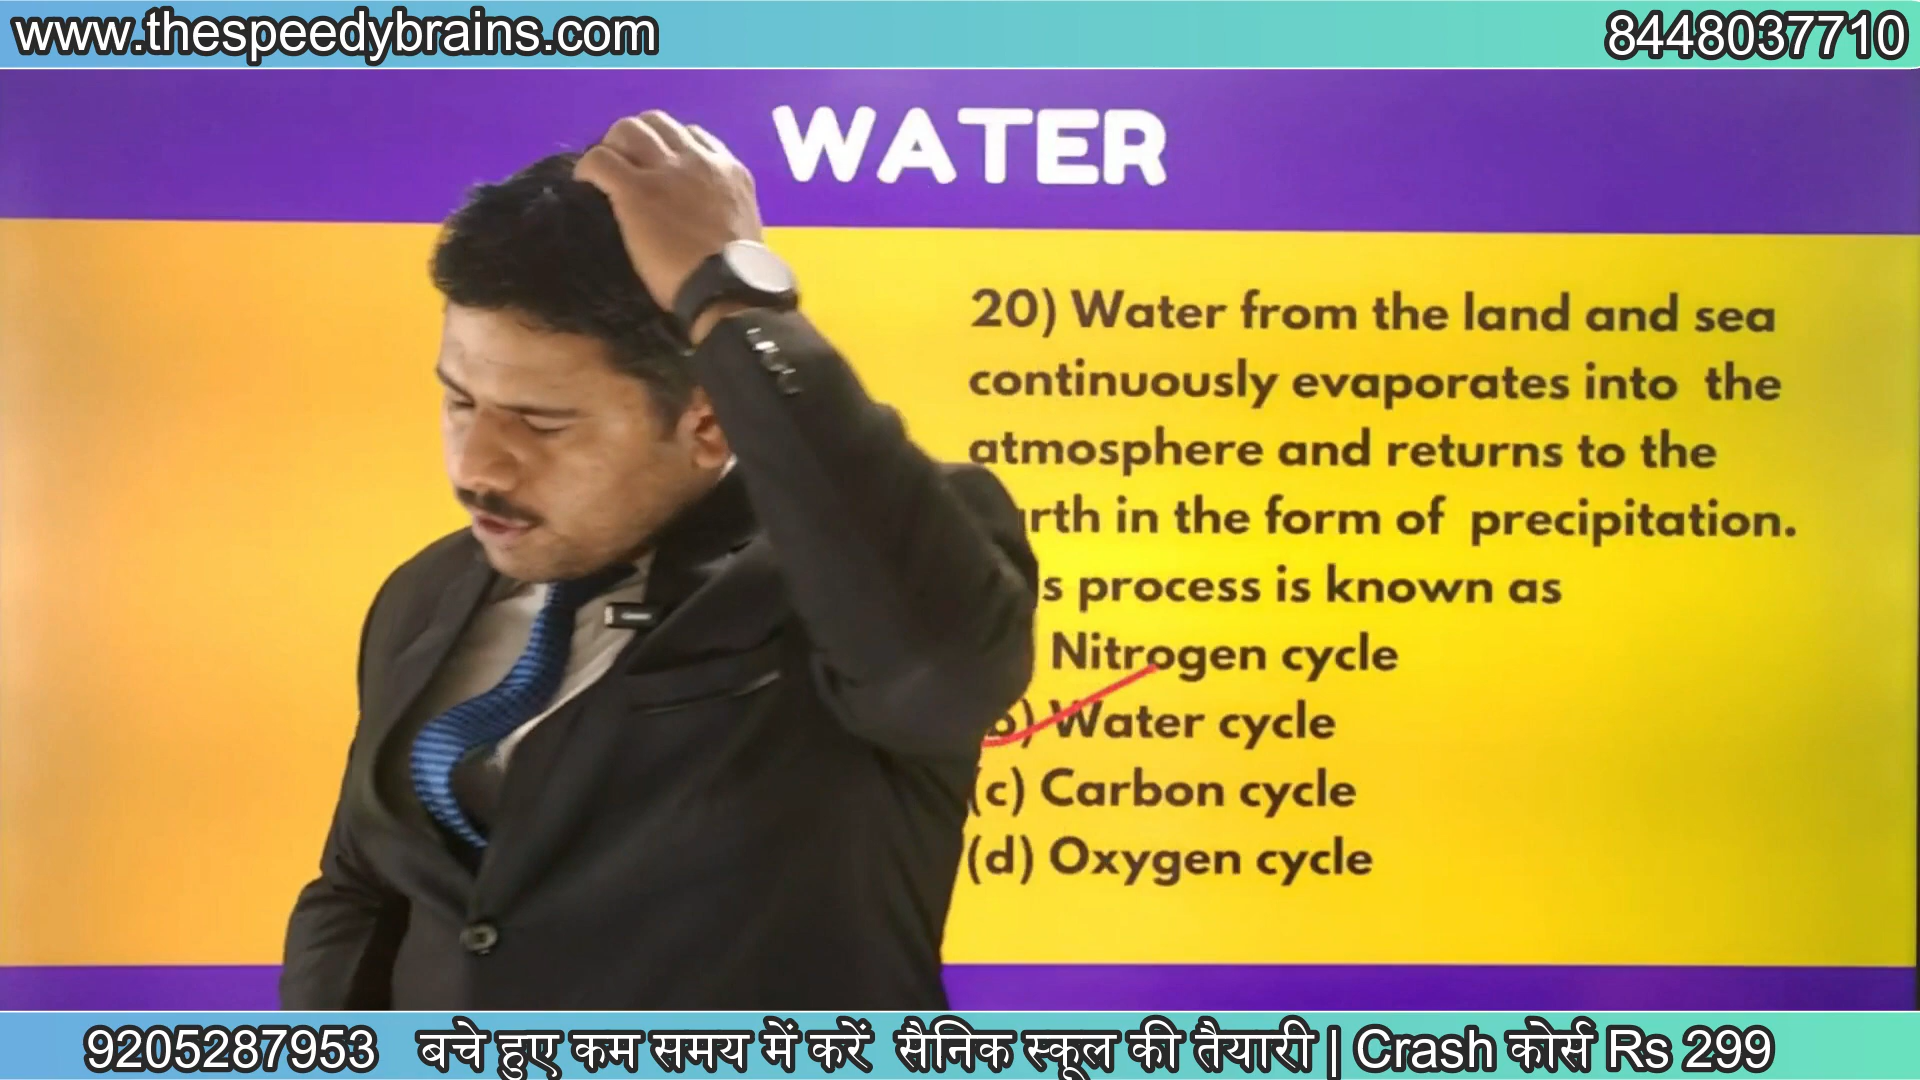 www.thespeedybrains.com
8448037710
WATER
20) Water from the land and sea
continuously evaporates into the
atmosphere and returns to the
rth in the form of precipitation.
s process is known as
Nitrogen cycle
b) Water cycle
(c) Carbon cycle
(d) Oxygen cycle
9205287953 बचे हुए कम समय में करें सैनिक स्कूल की तैयारी | Crash कोर्स Rs 299